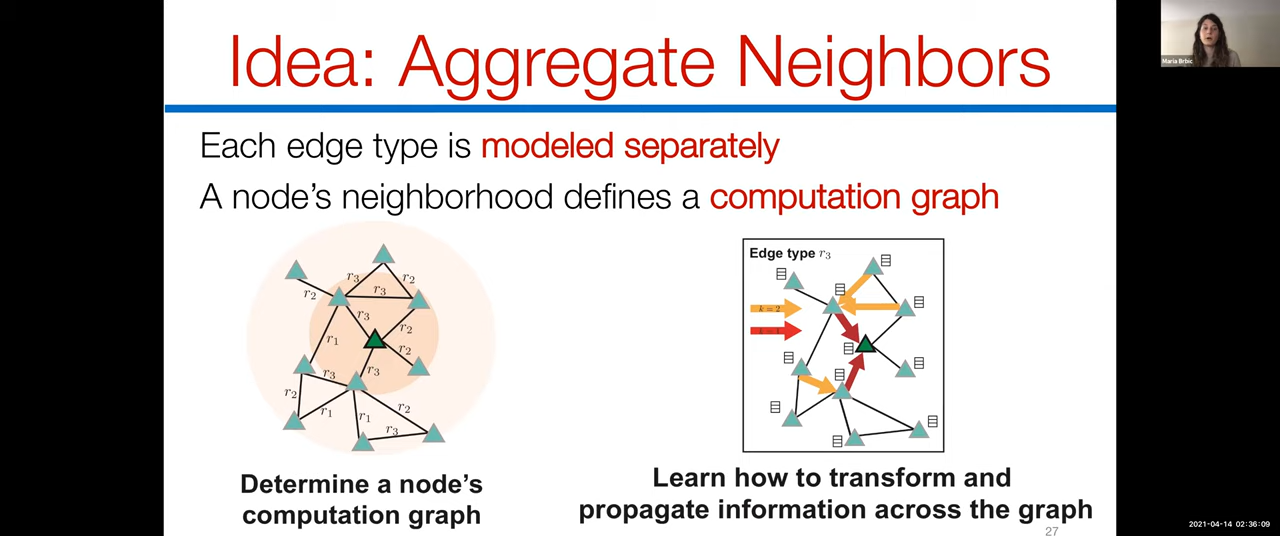 Idea: Aggregate Neighbors
Maria Brbic
Each edge type is modeled separately
A node's neighborhood defines a computation graph
r3
r2
r2
r3
r3
r2
r1
r2
r3
r3
r2
r1
r1
r2
r3
Edge type r3
k = 2
Determine a node's
computation graph
Learn how to transform and
propagate information across the graph
27
2021-04-14 02:36:09